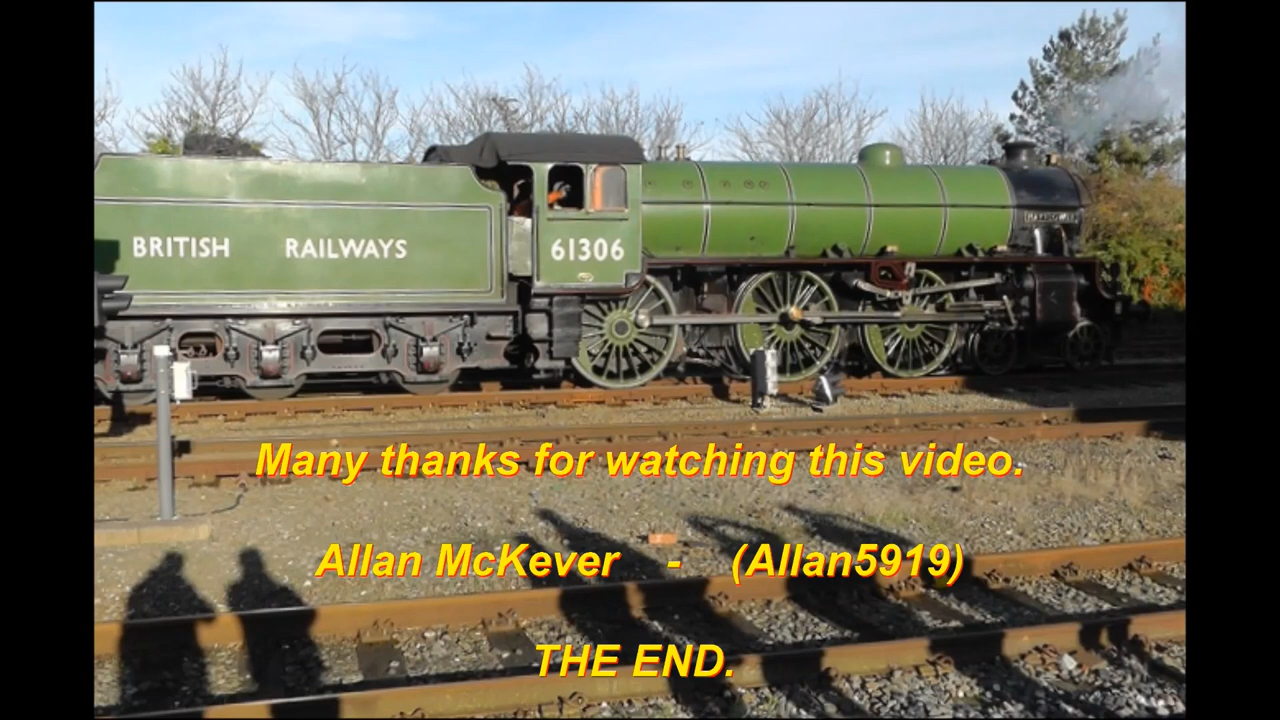 BRITISH RAILWAYS
61306
Many thanks for watching this video.
Allan McKever - (Allan5919)
THE END.